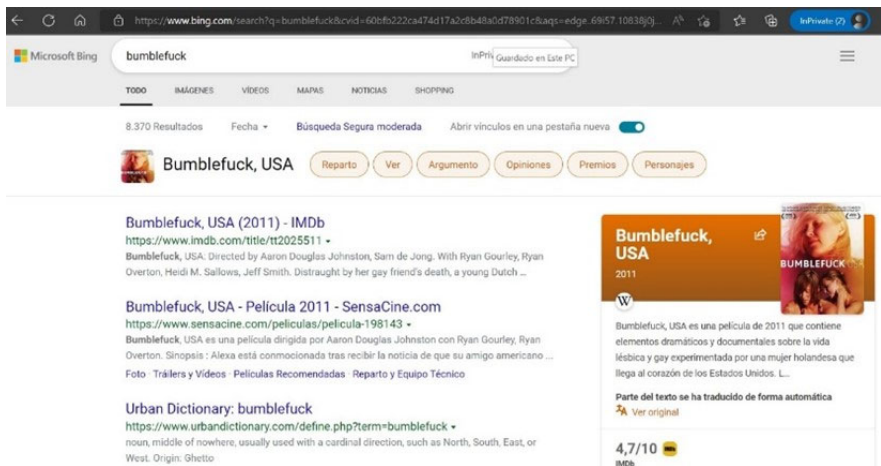 https://www.bing.com/search?q=bumblefuck&cvid=60bfb222ca474d17a2c8b48a0d78901c&aqs=edge..69i57.10838j0j...
InPrivate (2)
Microsoft Bing
bumblefuck
InPri
Guardado en Este PC
TODO IMÁGENES VÍDEOS MAPAS NOTICIAS SHOPPING
8.370 Resultados Fecha Búsqueda Segura moderada Abrir vínculos en una pestaña nueva
Bumblefuck, USA Reparto Ver Argumento Opiniones Premios Personajes
Bumblefuck, USA (2011) - IMDb
https://www.imdb.com/title/tt2025511
Bumblefuck, USA: Directed by Aaron Douglas Johnston, Sam de Jong. With Ryan Gourley, Ryan
Overton, Heidi M. Sallows, Jeff Smith. Distraught by her gay friend's death, a young Dutch ...
Bumblefuck, USA - Película 2011 - SensaCine.com
https://www.sensacine.com/peliculas/pelicula-198143
Bumblefuck, USA es una película dirigida por Aaron Douglas Johnston con Ryan Gourley, Ryan
Overton. Sinopsis : Alexa está conmocionada tras recibir la noticia de que su amigo americano ...
Foto · Tráilers y Vídeos · Películas Recomendadas · Reparto y Equipo Técnico
Urban Dictionary: bumblefuck
https://www.urbandictionary.com/define.php?term=bumblefuck
noun, middle of nowhere, usually used with a cardinal direction, such as North, South, East, or
West. Origin: Ghetto
Bumblefuck,
USA
2011
W
BUMBLEFUCK
Bumblefuck, USA es una película de 2011 que contiene
elementos dramáticos y documentales sobre la vida
lésbica y gay experimentada por una mujer holandesa que
llega al corazón de los Estados Unidos. L...
Parte del texto se ha traducido de forma automática
Ver original
4,7/10
IMDb